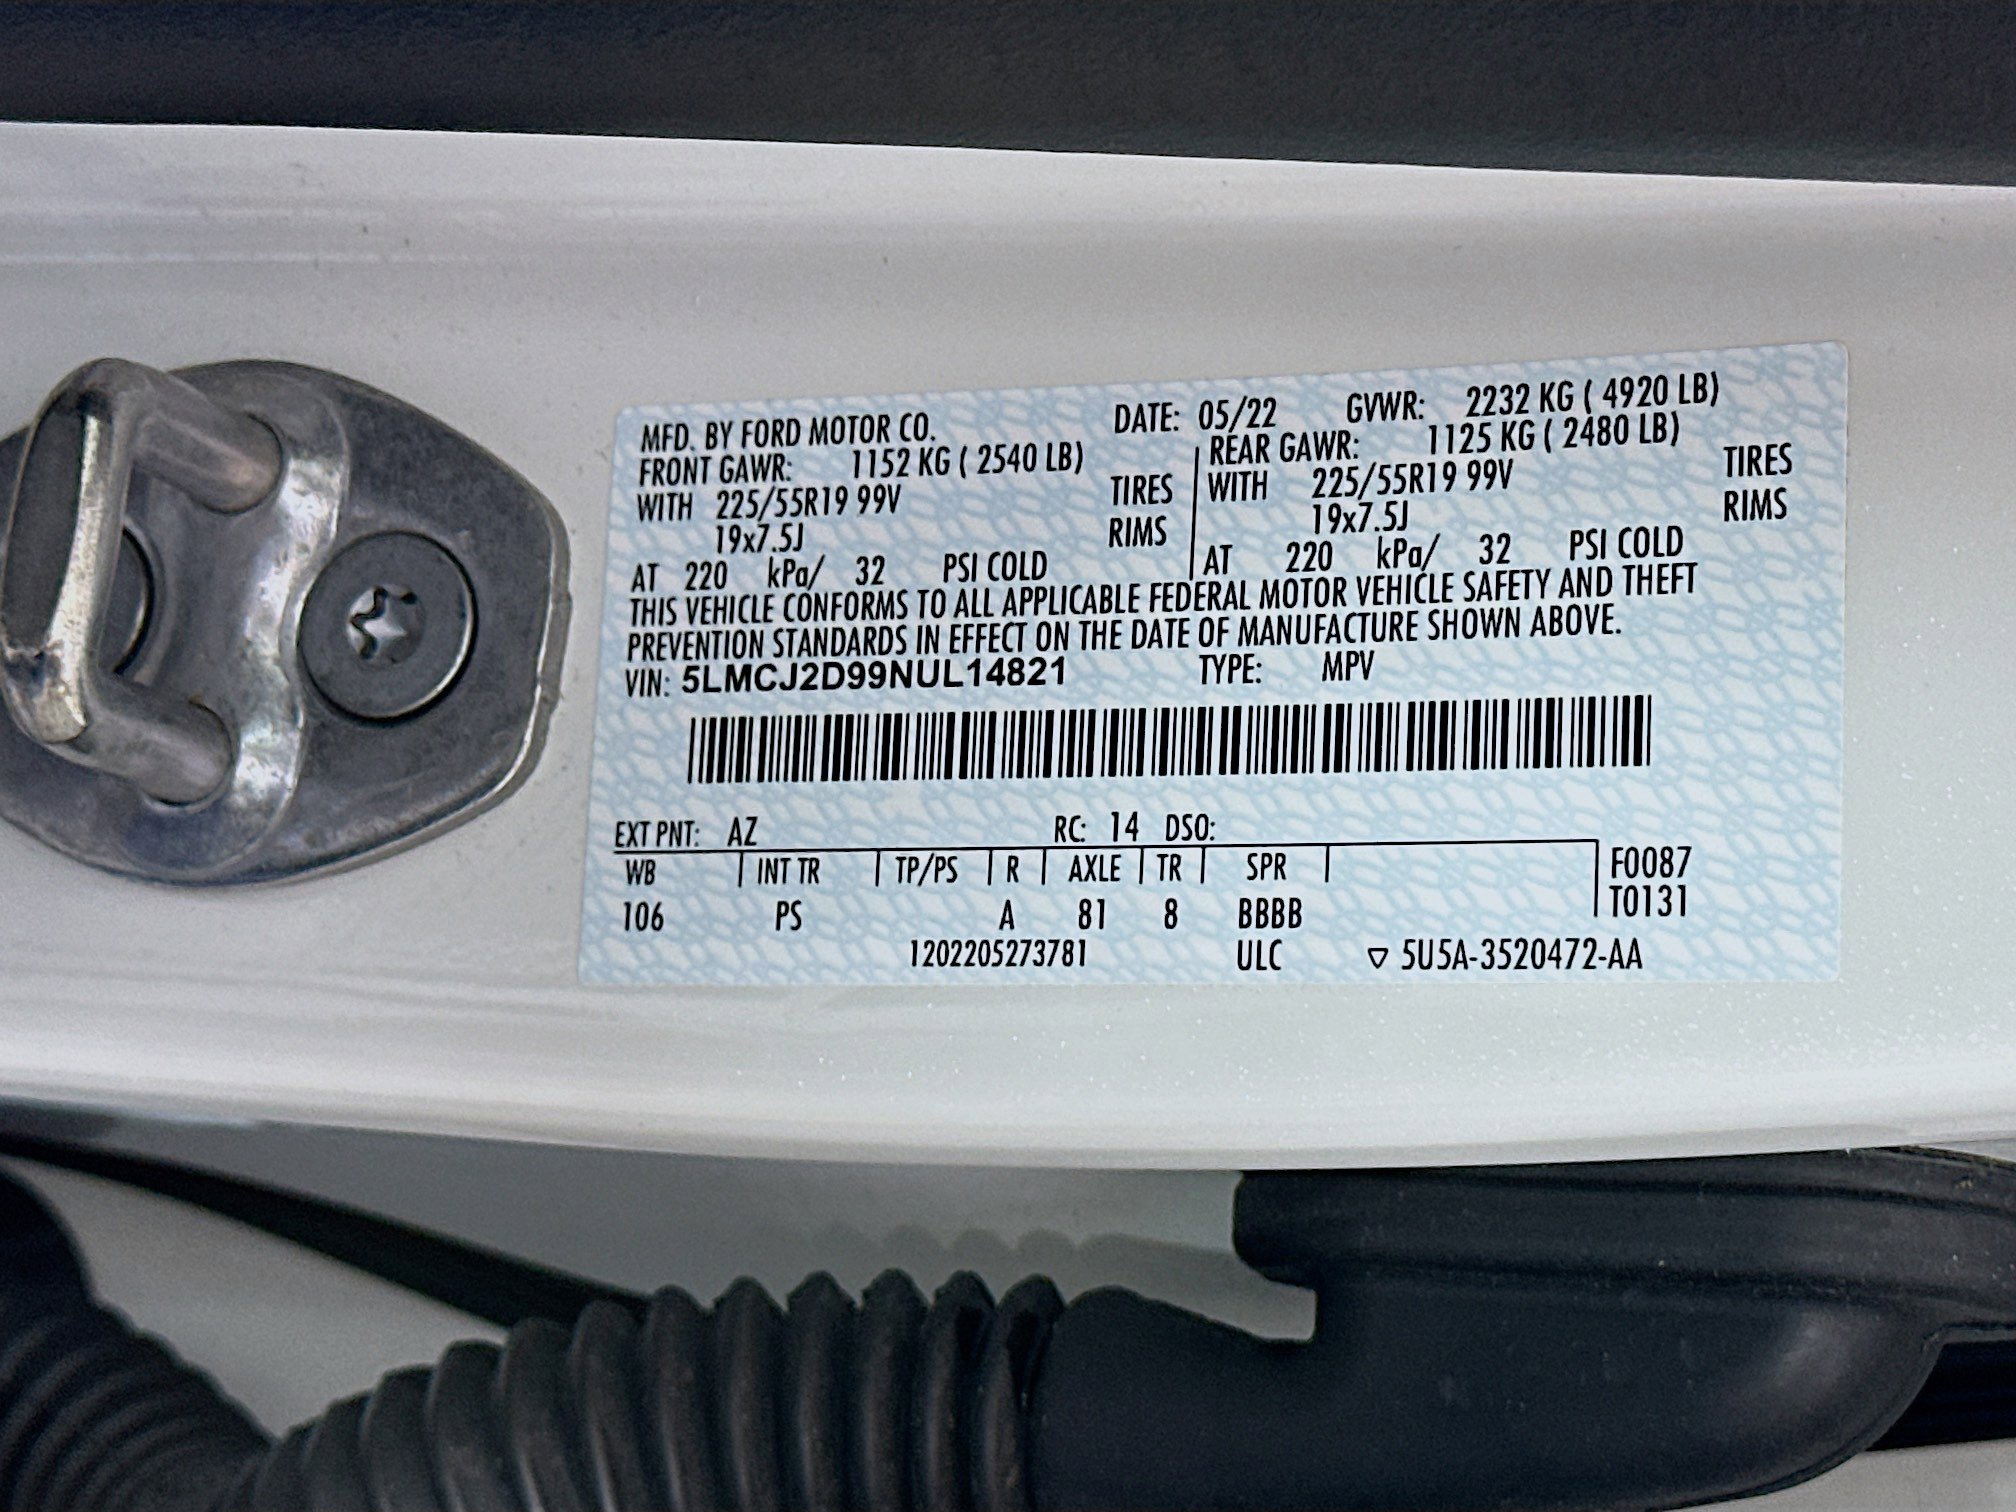 MFD. BY FORD MOTOR CO. DATE: 05/22 GVWR: 2232 KG ( 4920 LB)
FRONT GAWR: 1152 KG ( 2540 LB) REAR GAWR: 1125 KG ( 2480 LB)
WITH 225/55R19 99V TIRES WITH 225/55R19 99V TIRES
19x7.5J RIMS 19x7.5J RIMS
AT 220 kPa/ 32 PSI COLD AT 220 kPa/ 32 PSI COLD
THIS VEHICLE CONFORMS TO ALL APPLICABLE FEDERAL MOTOR VEHICLE SAFETY AND THEFT
PREVENTION STANDARDS IN EFFECT ON THE DATE OF MANUFACTURE SHOWN ABOVE.
VIN: 5LMCJ2D99NUL14821 TYPE: MPV
EXT PNT: AZ RC: 14 DSO:
WB INT TR TP/PS R AXLE TR SPR F0087
106 PS A 81 8 BBBB T0131
1202205273781 ULC ▽ 5U5A-3520472-AA